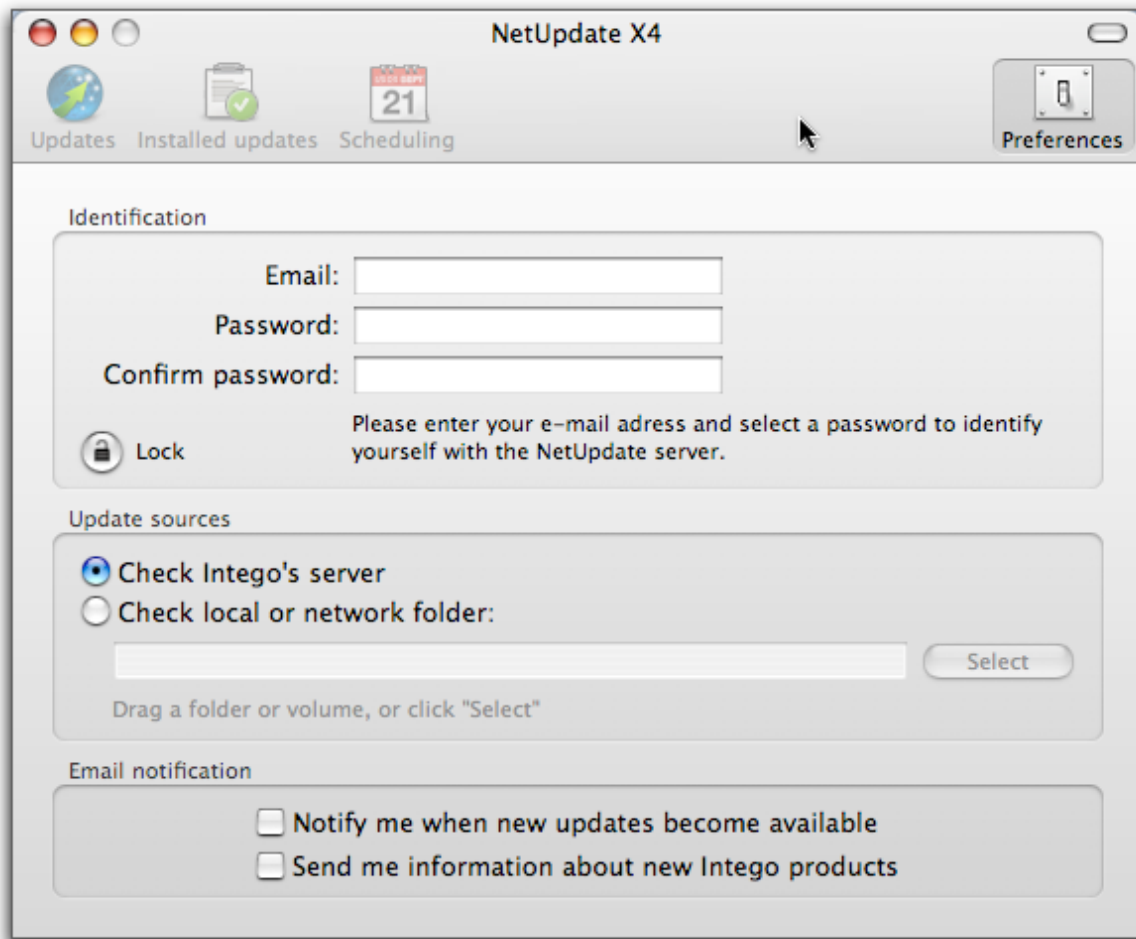 NetUpdate X4
21
Updates Installed updates Scheduling Preferences
Identification
Email:
Password:
Confirm password:
Please enter your e-mail adress and select a password to identify
yourself with the NetUpdate server.
Lock
Update sources
Check Intego's server
Check local or network folder:
Select
Drag a folder or volume, or click "Select"
Email notification
Notify me when new updates become available
Send me information about new Intego products